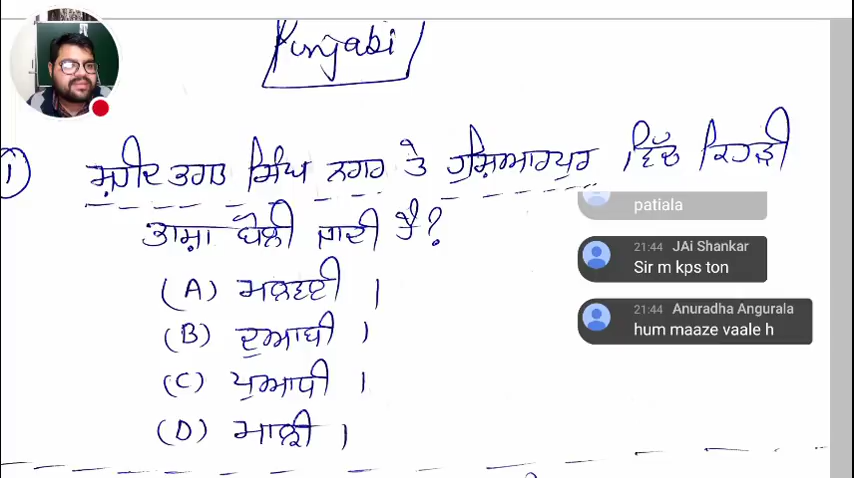 Punjabi
① ਸ਼ਹੀਦ ਭਗਤ ਸਿੰਘ ਨਗਰ ਤੇ ਹੁਸ਼ਿਆਰਪੁਰ ਵਿੱਚ ਕਿਹੜੀ
ਭਾਸ਼ਾ ਬੋਲੀ ਜਾਂਦੀ ਹੈ?
(A) ਮਲਵਈ ।
(B) ਦੁਆਬੀ ।
(C) ਪੁਆਧੀ ।
(D) ਮਾਝੀ ।
patiala
21:44 JAi Shankar
Sir m kps ton
21:44 Anuradha Angurala
hum maaze vaale h